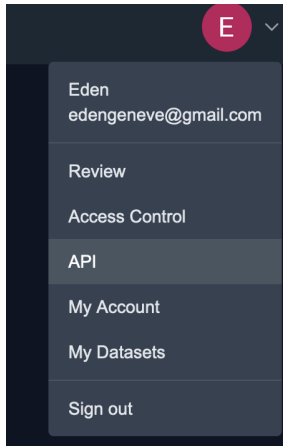 E
Eden
edengeneve@gmail.com
Review
Access Control
API
My Account
My Datasets
Sign out